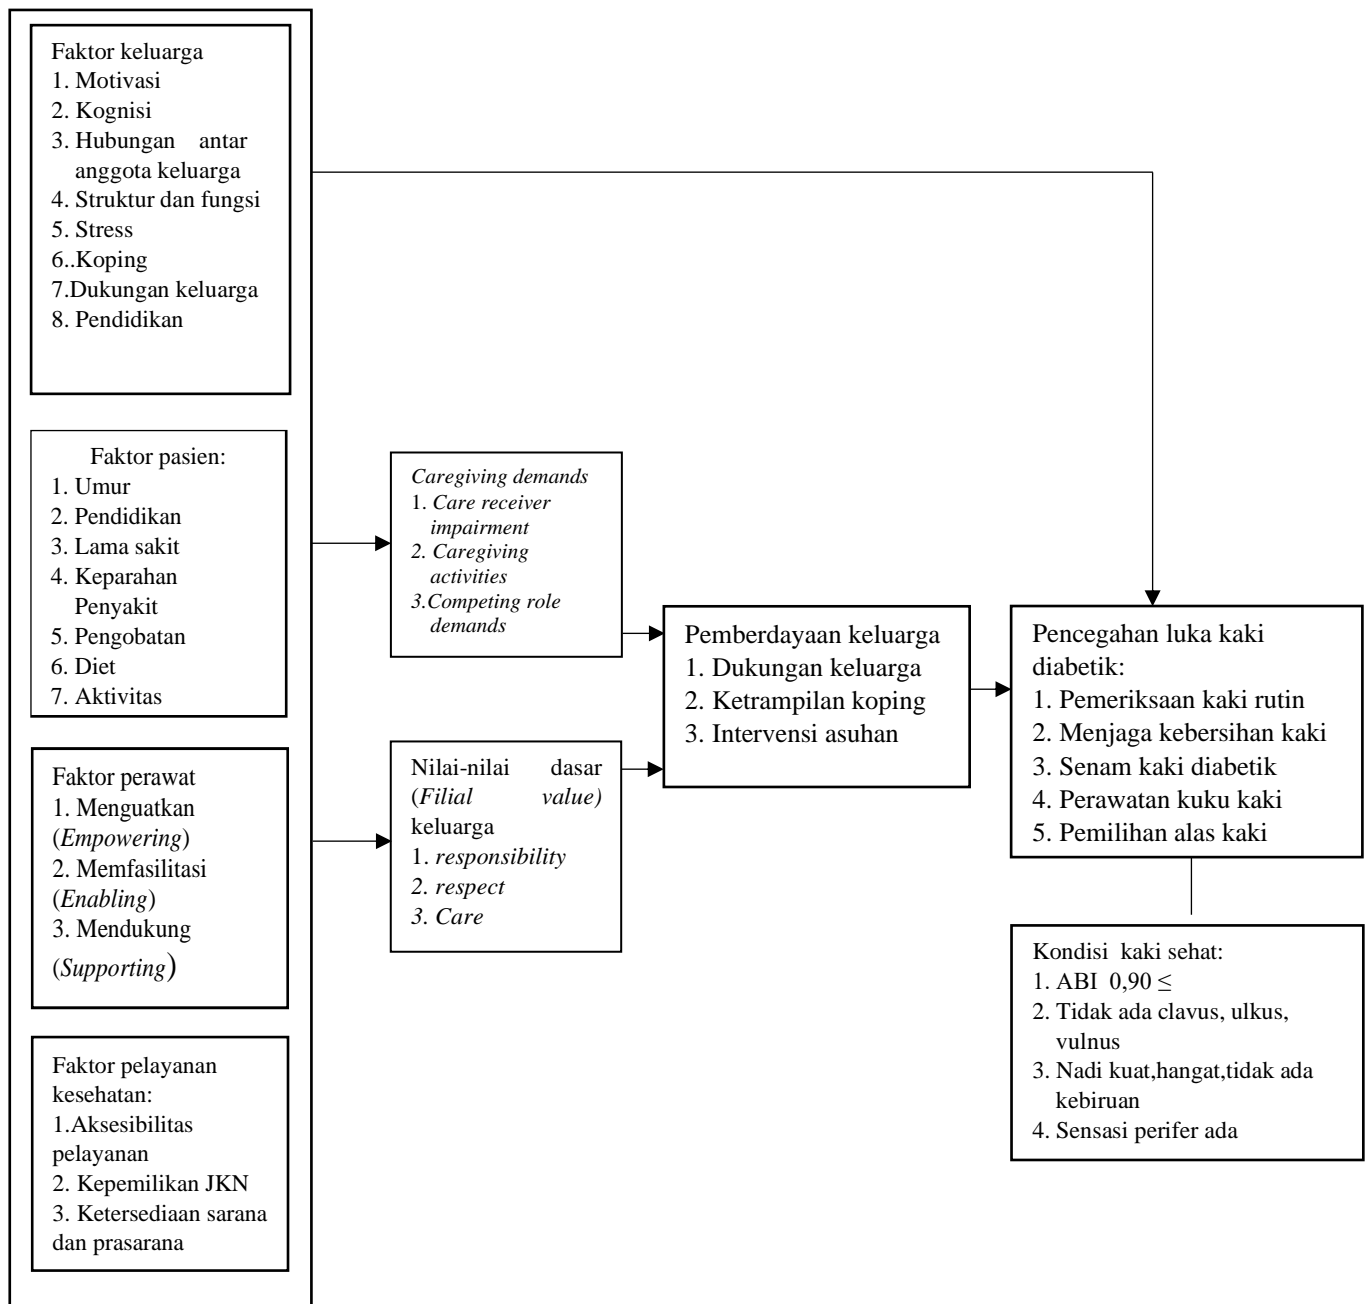 Faktor keluarga
1. Motivasi
2. Kognisi
3. Hubungan antar
anggota keluarga
4. Struktur dan fungsi
5. Stress
6..Koping
7.Dukungan keluarga
8. Pendidikan
Faktor pasien:
1. Umur
2. Pendidikan
3. Lama sakit
4. Keparahan
Penyakit
5. Pengobatan
6. Diet
7. Aktivitas
Faktor perawat
1. Menguatkan
(Empowering)
2. Memfasilitasi
(Enabling)
3. Mendukung
(Supporting)
Faktor pelayanan
kesehatan:
1.Aksesibilitas
pelayanan
2. Kepemilikan JKN
3. Ketersediaan sarana
dan prasarana
Caregiving demands
1. Care receiver
impairment
2. Caregiving
activities
3.Competing role
demands
Nilai-nilai dasar
(Filial value)
keluarga
1. responsibility
2. respect
3. Care
Pemberdayaan keluarga
1. Dukungan keluarga
2. Ketrampilan koping
3. Intervensi asuhan
Pencegahan luka kaki
diabetik:
1. Pemeriksaan kaki rutin
2. Menjaga kebersihan kaki
3. Senam kaki diabetik
4. Perawatan kuku kaki
5. Pemilihan alas kaki
Kondisi kaki sehat:
1. ABI 0,90 ≤
2. Tidak ada clavus, ulkus,
vulnus
3. Nadi kuat,hangat,tidak ada
kebiruan
4. Sensasi perifer ada